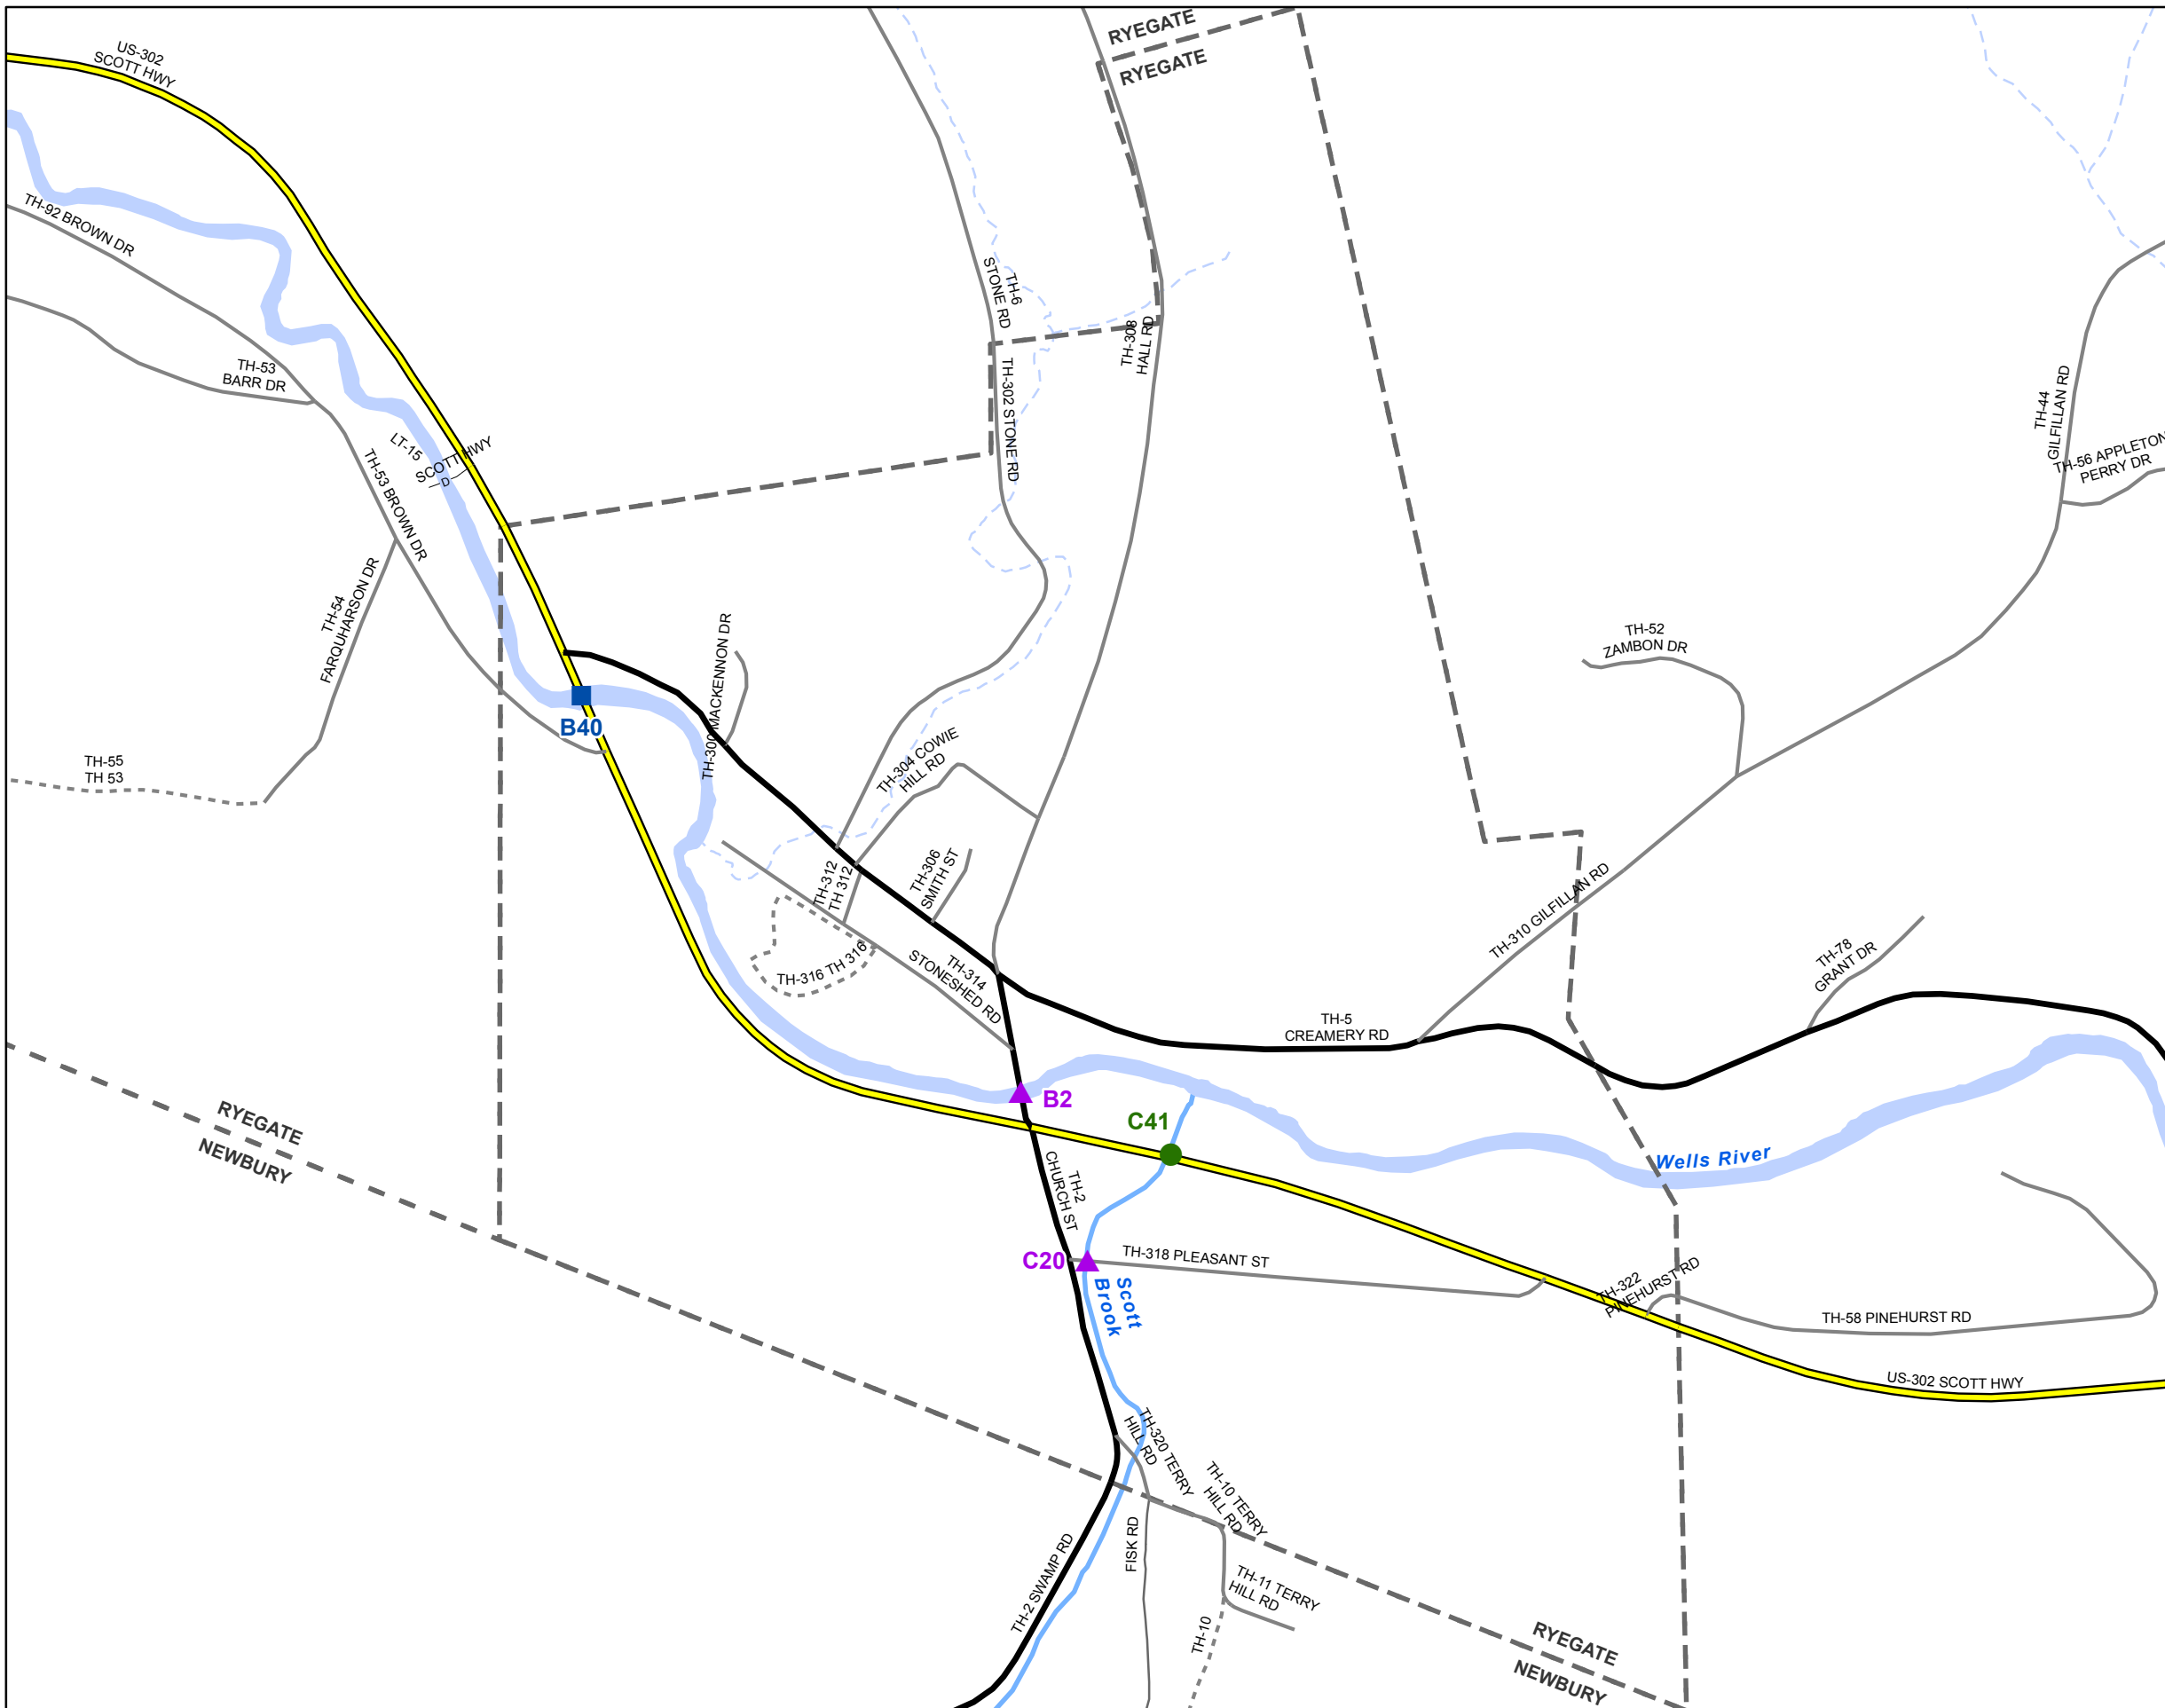 RYEGATE
RYEGATE
US-302
SCOTT HWY
TH-92 BROWN DR
TH-6
STONE RD
TH-308
HALL RD
TH-53
BARR DR
TH-302 STONE RD
TH-44
GILFILLAN RD
LT-15
SCOTT HWY
D
TH-56 APPLETON
PERRY DR
TH-53 BROWN DR
TH-54
FARQUHARSON DR
TH-300 MACKENNON DR
TH-52
ZAMBON DR
B40
TH-55
TH 53
TH-304 COWIE
HILL RD
TH-306
SMITH ST
TH-312
TH 312
TH-310 GILFILLAN RD
TH-316 TH 316
TH-314
STONESHED RD
TH-78
GRANT DR
TH-5
CREAMERY RD
B2
C41
RYEGATE
NEWBURY
Wells River
TH-2
CHURCH ST
C20
TH-318 PLEASANT ST
Scott
Brook
TH-322
PINEHURST RD
TH-58 PINEHURST RD
US-302 SCOTT HWY
TH-320 TERRY
HILL RD
TH-10 TERRY
HILL RD
FISK RD
TH-2 SWAMP RD
TH-11 TERRY
HILL RD
TH-10
RYEGATE
NEWBURY